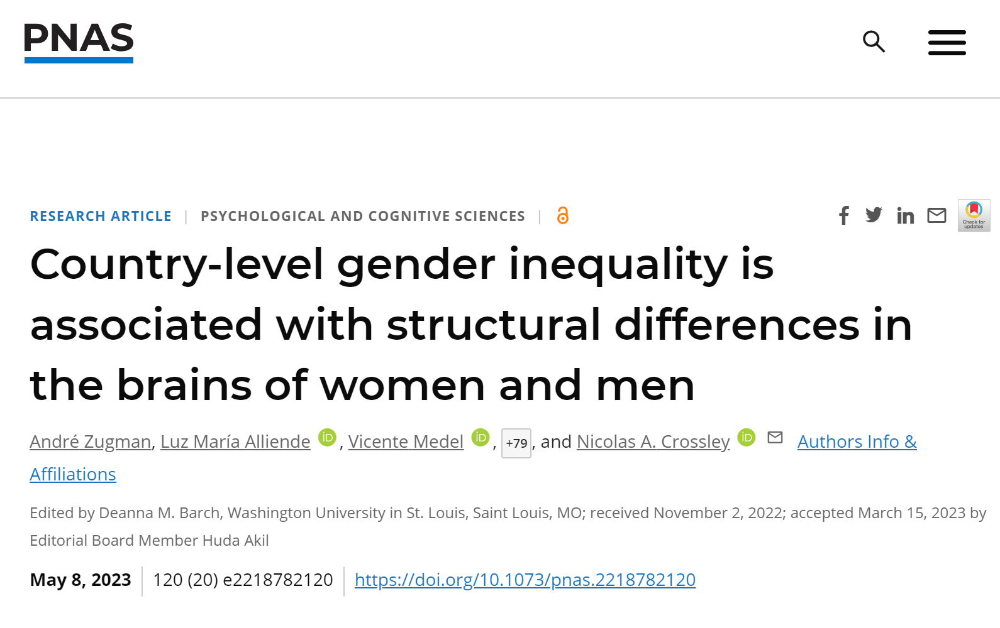 PNAS
RESEARCH ARTICLE | PSYCHOLOGICAL AND COGNITIVE SCIENCES |
Check for
updates
Country-level gender inequality is
associated with structural differences in
the brains of women and men
André Zugman, Luz María Alliende iD, Vicente Medel iD, +79, and Nicolas A. Crossley iD Authors Info &
Affiliations
Edited by Deanna M. Barch, Washington University in St. Louis, Saint Louis, MO; received November 2, 2022; accepted March 15, 2023 by
Editorial Board Member Huda Akil
May 8, 2023 | 120 (20) e2218782120 | https://doi.org/10.1073/pnas.2218782120